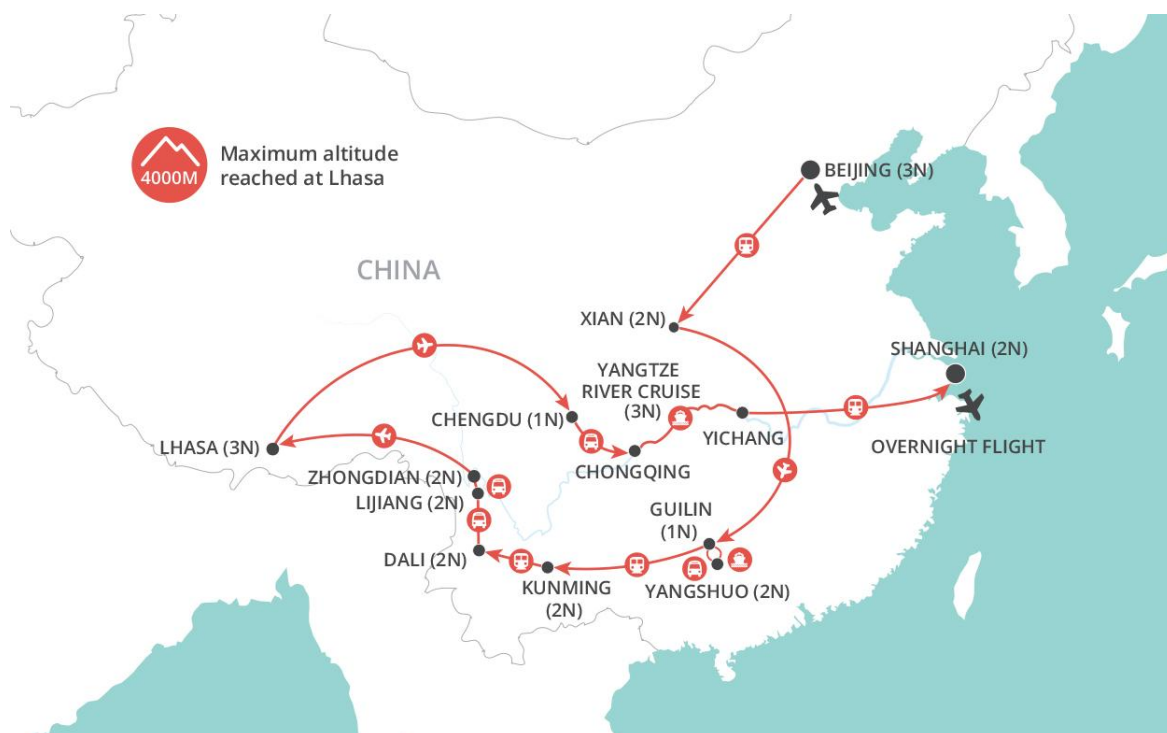 4000M
Maximum altitude
reached at Lhasa
BEIJING (3N)
CHINA
XIAN (2N)
SHANGHAI (2N)
YANGTZE
RIVER CRUISE
(3N)
CHENGDU (1N)
YICHANG
LHASA (3N)
OVERNIGHT FLIGHT
CHONGQING
ZHONGDIAN (2N)
LIJIANG (2N)
GUILIN
(1N)
DALI (2N)
KUNMING
(2N)
YANGSHUO (2N)